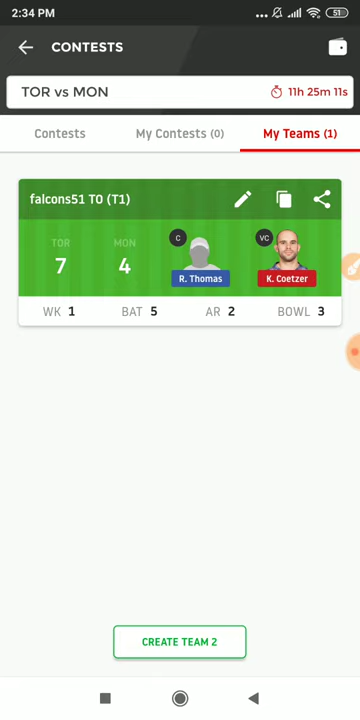 2:34 PM
51
CONTESTS
TOR vs MON
11h 25m 11s
Contests
My Contests (0)
My Teams (1)
falcons51 TO (T1)
C
VC
TOR
MON
7
4
R. Thomas
K. Coetzer
WK 1
BAT 5
AR 2
BOWL 3
CREATE TEAM 2